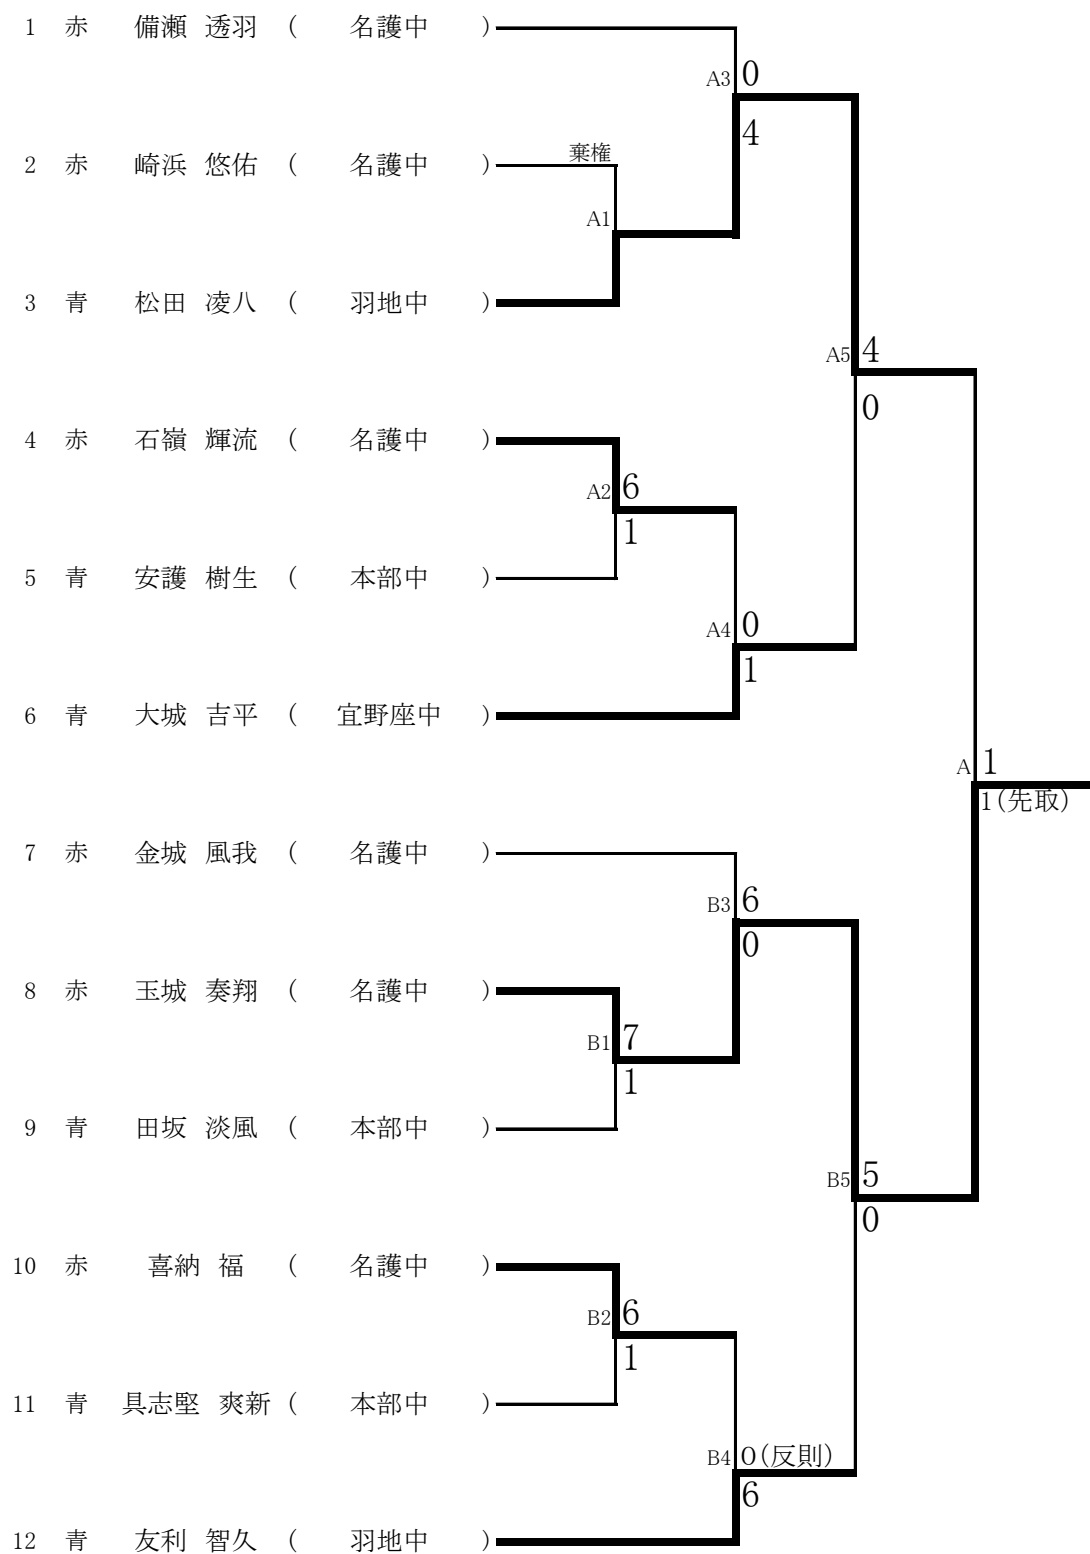 1 赤 備瀬 透羽 ( 名護中 )
A3 0
4
棄権
2 赤 崎浜 悠佑 ( 名護中 )
A1
3 青 松田 凌八 ( 羽地中 )
A5 4
0
4 赤 石嶺 輝流 ( 名護中 )
A2 6
1
5 青 安護 樹生 ( 本部中 )
A4 0
1
6 青 大城 吉平 ( 宜野座中 )
A 1
1(先取)
7 赤 金城 風我 ( 名護中 )
B3 6
0
8 赤 玉城 奏翔 ( 名護中 )
B1 7
1
9 青 田坂 淡風 ( 本部中 )
B5 5
0
10 赤 喜納 福 ( 名護中 )
B2 6
1
11 青 具志堅 爽新 ( 本部中 )
B4 0(反則)
6
12 青 友利 智久 ( 羽地中 )